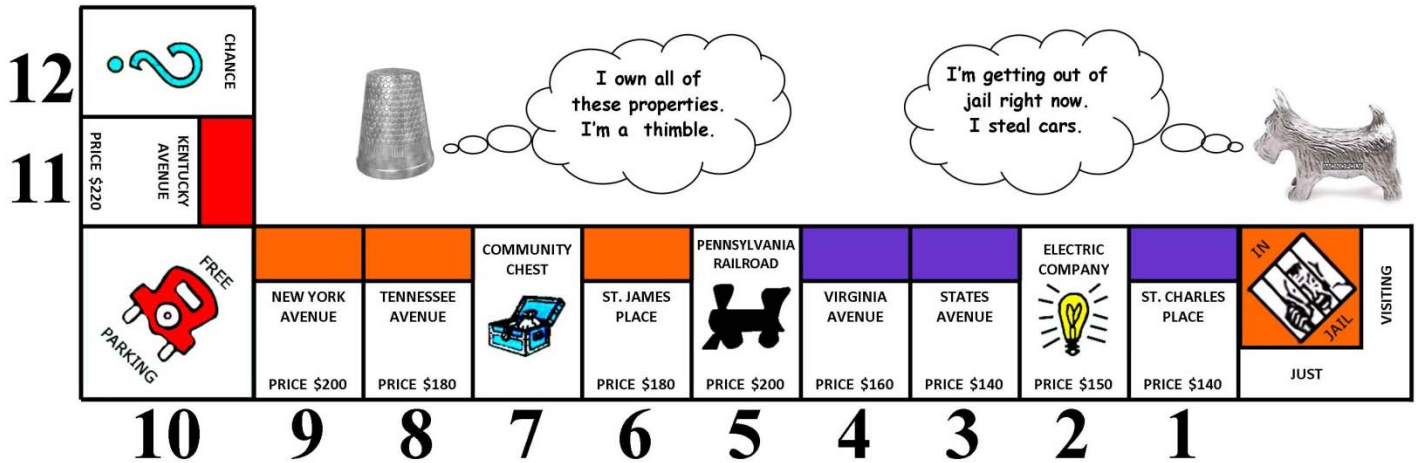 12
CHANCE
11
KENTUCKY
AVENUE
PRICE $220
I own all of
these properties.
I'm a thimble.
I'm getting out of
jail right now.
I steal cars.
FREE
PARKING
NEW YORK
AVENUE
PRICE $200
TENNESSEE
AVENUE
PRICE $180
COMMUNITY
CHEST
ST. JAMES
PLACE
PRICE $180
PENNSYLVANIA
RAILROAD
PRICE $200
VIRGINIA
AVENUE
PRICE $160
STATES
AVENUE
PRICE $140
ELECTRIC
COMPANY
PRICE $150
ST. CHARLES
PLACE
PRICE $140
IN
JAIL
JUST
VISITING
10
9
8
7
6
5
4
3
2
1